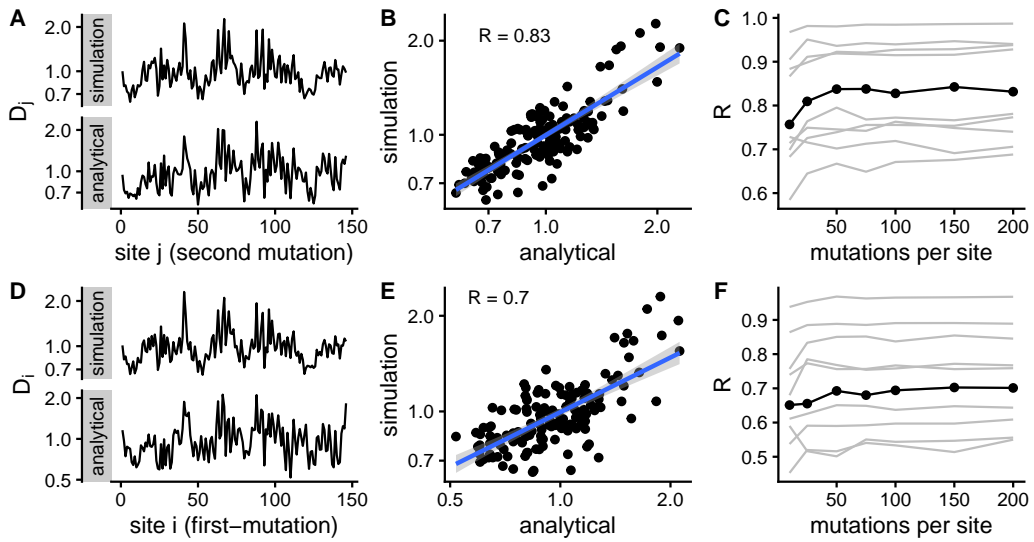 A
D_j
simulation
2.0
1.0
0.7
analytical
2.0
1.0
0.7
0 50 100 150
site j (second mutation)
B
R = 0.83
simulation
2.0
1.0
0.7
0.7 1.0 2.0
analytical
C
R
1.0
0.9
0.8
0.7
0.6
50 100 150 200
mutations per site
D
D_i
simulation
2.0
1.0
0.7
analytical
2.0
1.0
0.5
0 50 100 150
site i (first−mutation)
E
R = 0.7
simulation
2.0
1.0
0.7
0.5 1.0 2.0
analytical
F
R
0.9
0.8
0.7
0.6
0.5
0 50 100 150 200
mutations per site